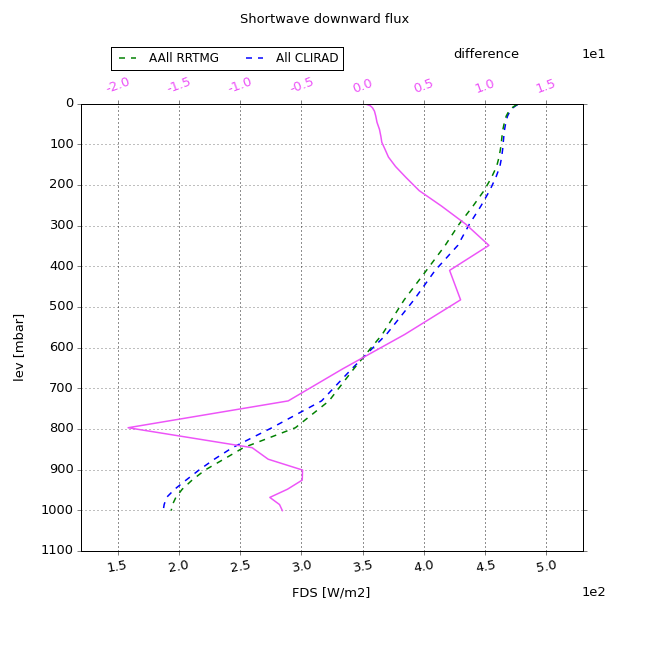 Shortwave downward flux
AAll RRTMG All CLIRAD
difference 1e1
-2.0 -1.5 -1.0 -0.5 0.0 0.5 1.0 1.5
0
100
200
300
400
500
600
700
800
900
1000
1100
lev [mbar]
1.5 2.0 2.5 3.0 3.5 4.0 4.5 5.0
FDS [W/m2] 1e2